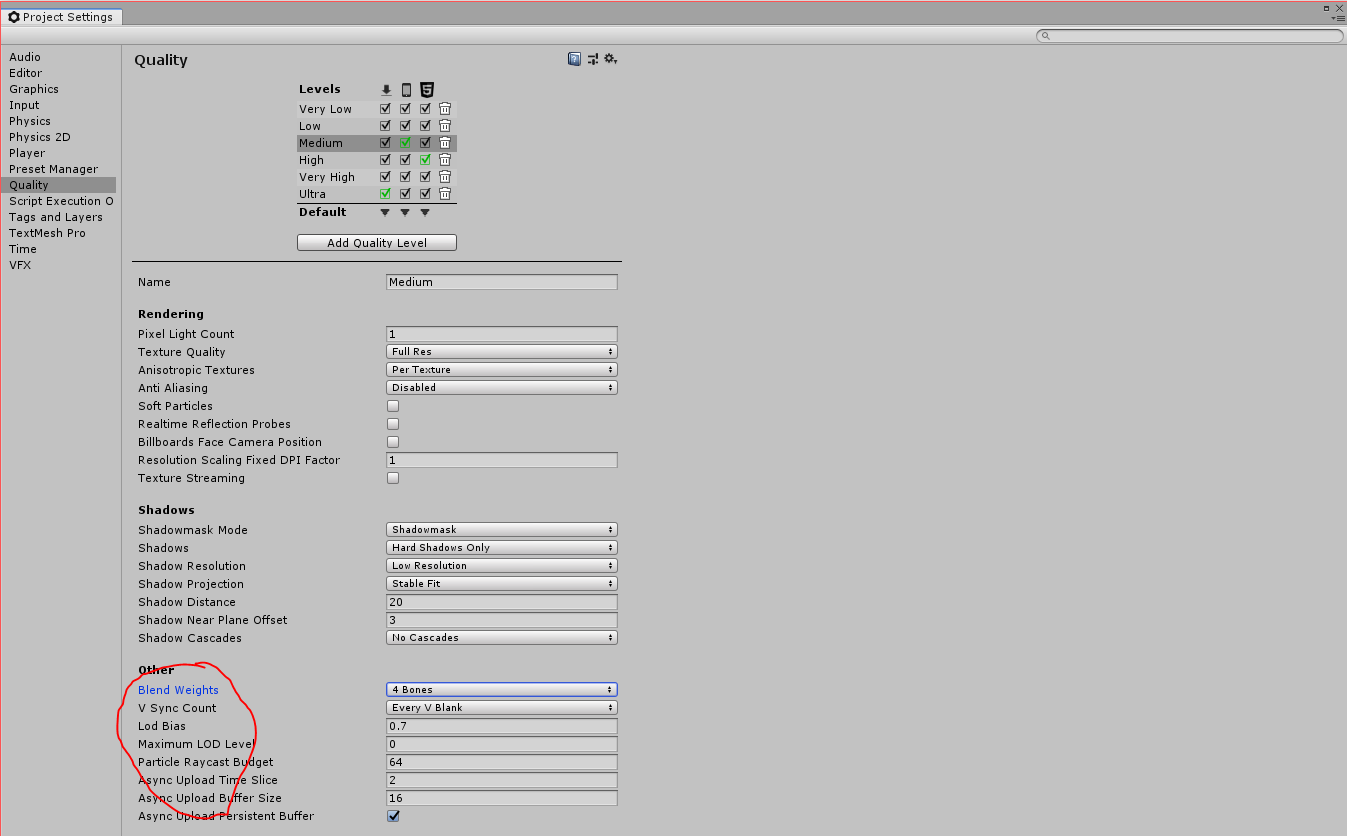 Project Settings
Audio
Editor
Graphics
Input
Physics
Physics 2D
Player
Preset Manager
Quality
Script Execution O
Tags and Layers
TextMesh Pro
Time
VFX
Quality
Levels
Very Low
Low
Medium
High
Very High
Ultra
Default
Add Quality Level
Name Medium
Rendering
Pixel Light Count 1
Texture Quality Full Res
Anisotropic Textures Per Texture
Anti Aliasing Disabled
Soft Particles
Realtime Reflection Probes
Billboards Face Camera Position
Resolution Scaling Fixed DPI Factor 1
Texture Streaming
Shadows
Shadowmask Mode Shadowmask
Shadows Hard Shadows Only
Shadow Resolution Low Resolution
Shadow Projection Stable Fit
Shadow Distance 20
Shadow Near Plane Offset 3
Shadow Cascades No Cascades
Other
Blend Weights 4 Bones
V Sync Count Every V Blank
Lod Bias 0.7
Maximum LOD Level 0
Particle Raycast Budget 64
Async Upload Time Slice 2
Async Upload Buffer Size 16
Async Upload Persistent Buffer